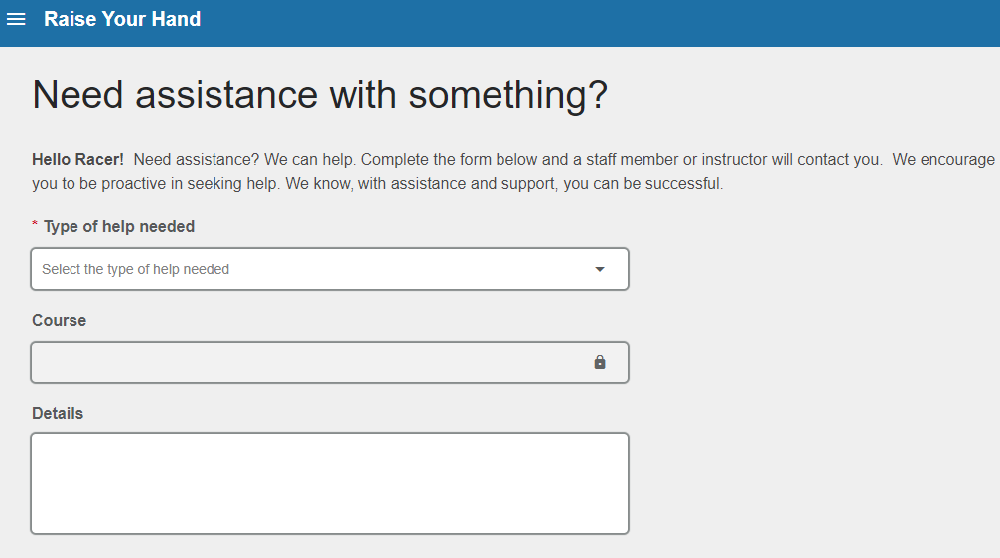 Raise Your Hand
Need assistance with something?
Hello Racer!  Need assistance? We can help. Complete the form below and a staff member or instructor will contact you.  We encourage
you to be proactive in seeking help. We know, with assistance and support, you can be successful.
* Type of help needed
Select the type of help needed
Course
Details